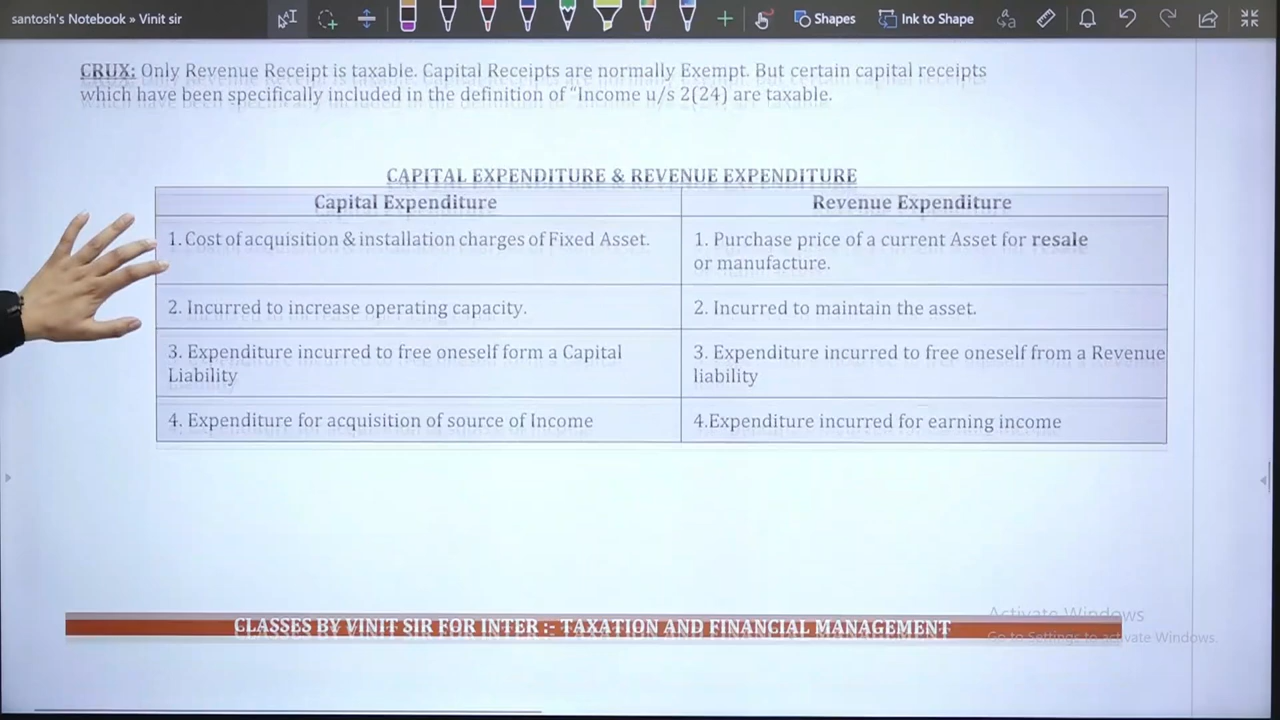 santosh's Notebook » Vinit sir
Shapes
Ink to Shape
CRUX: Only Revenue Receipt is taxable. Capital Receipts are normally Exempt. But certain capital receipts
which have been specifically included in the definition of "Income u/s 2(24) are taxable.
CAPITAL EXPENDITURE & REVENUE EXPENDITURE
Capital Expenditure
Revenue Expenditure
1. Cost of acquisition & installation charges of Fixed Asset.
1. Purchase price of a current Asset for resale
or manufacture.
2. Incurred to increase operating capacity.
2. Incurred to maintain the asset.
3. Expenditure incurred to free oneself form a Capital
Liability
3. Expenditure incurred to free oneself from a Revenue
liability
4. Expenditure for acquisition of source of Income
4.Expenditure incurred for earning income
CLASSES BY VINIT SIR FOR INTER :- TAXATION AND FINANCIAL MANAGEMENT
Activate Windows
Go to Settings to activate Windows.